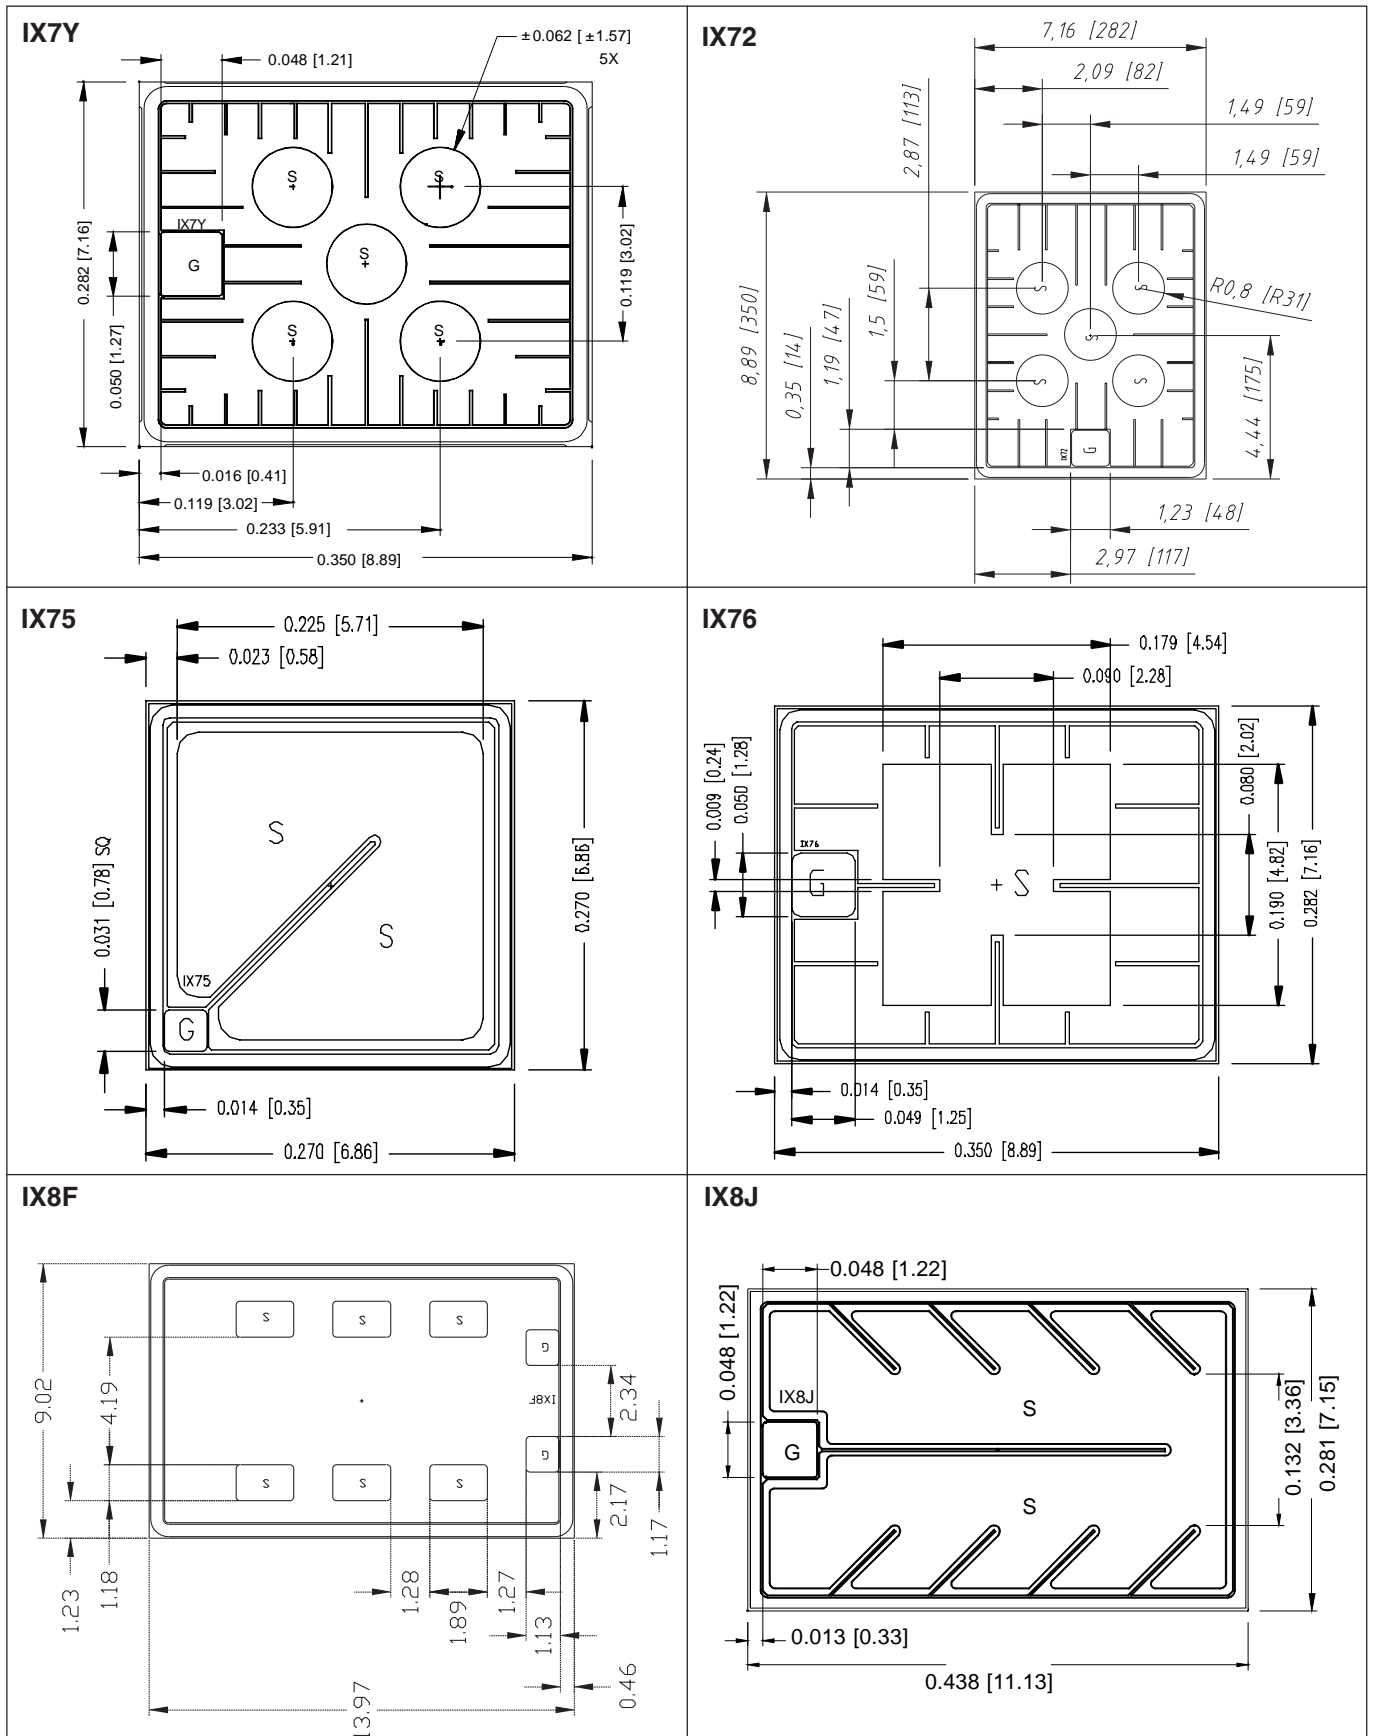 IX7Y
0.048 [1.21]
±0.062 [ ±1.57]
5X
S
S
IX7Y
G
S
S
S
0.282 [7.16]
0.050 [1.27]
0.119 [3.02]
0.016 [0.41]
0.119 [3.02]
0.233 [5.91]
0.350 [8.89]
IX72
7,16 [282]
2,09 [82]
1,49 [59]
1,49 [59]
2,87 [113]
8,89 [350]
0,35 [14]
1,19 [47]
1,5 [59]
S
S
R0,8 [R31]
S
S
S
IX72
G
4,44 [175]
1,23 [48]
2,97 [117]
IX75
0.225 [5.71]
0.023 [0.58]
S
S
0.031 [0.78] SQ
IX75
G
0.270 [6.86]
0.014 [0.35]
0.270 [6.86]
IX76
0.179 [4.54]
0.090 [2.28]
0.009 [0.24]
0.050 [1.28]
IX76
G
S
0.080 [2.02]
0.190 [4.82]
0.282 [7.16]
0.014 [0.35]
0.049 [1.25]
0.350 [8.89]
IX8F
S
S
S
G
IX8F
G
S
S
S
9.02
4.19
2.34
1.23
1.18
1.28
1.89
1.27
1.13
2.17
1.17
0.46
13.97
IX8J
0.048 [1.22]
0.048 [1.22]
IX8J
G
S
S
0.132 [3.36]
0.281 [7.15]
0.013 [0.33]
0.438 [11.13]